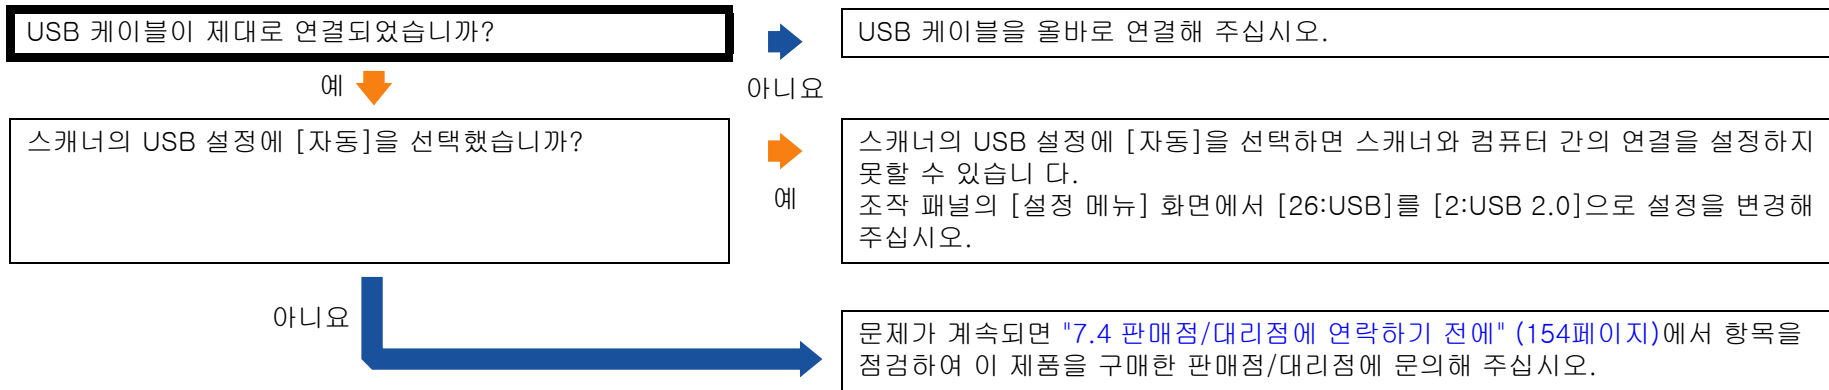 USB 케이블이 제대로 연결되었습니까?
USB 케이블을 올바로 연결해 주십시오.
예
아니요
스캐너의 USB 설정에 [자동]을 선택했습니까?
스캐너의 USB 설정에 [자동]을 선택하면 스캐너와 컴퓨터 간의 연결을 설정하지
못할 수 있습니 다.
조작 패널의 [설정 메뉴] 화면에서 [26:USB]를 [2:USB 2.0]으로 설정을 변경해
주십시오.
예
아니요
문제가 계속되면 "7.4 판매점/대리점에 연락하기 전에" (154페이지)에서 항목을
점검하여 이 제품을 구매한 판매점/대리점에 문의해 주십시오.